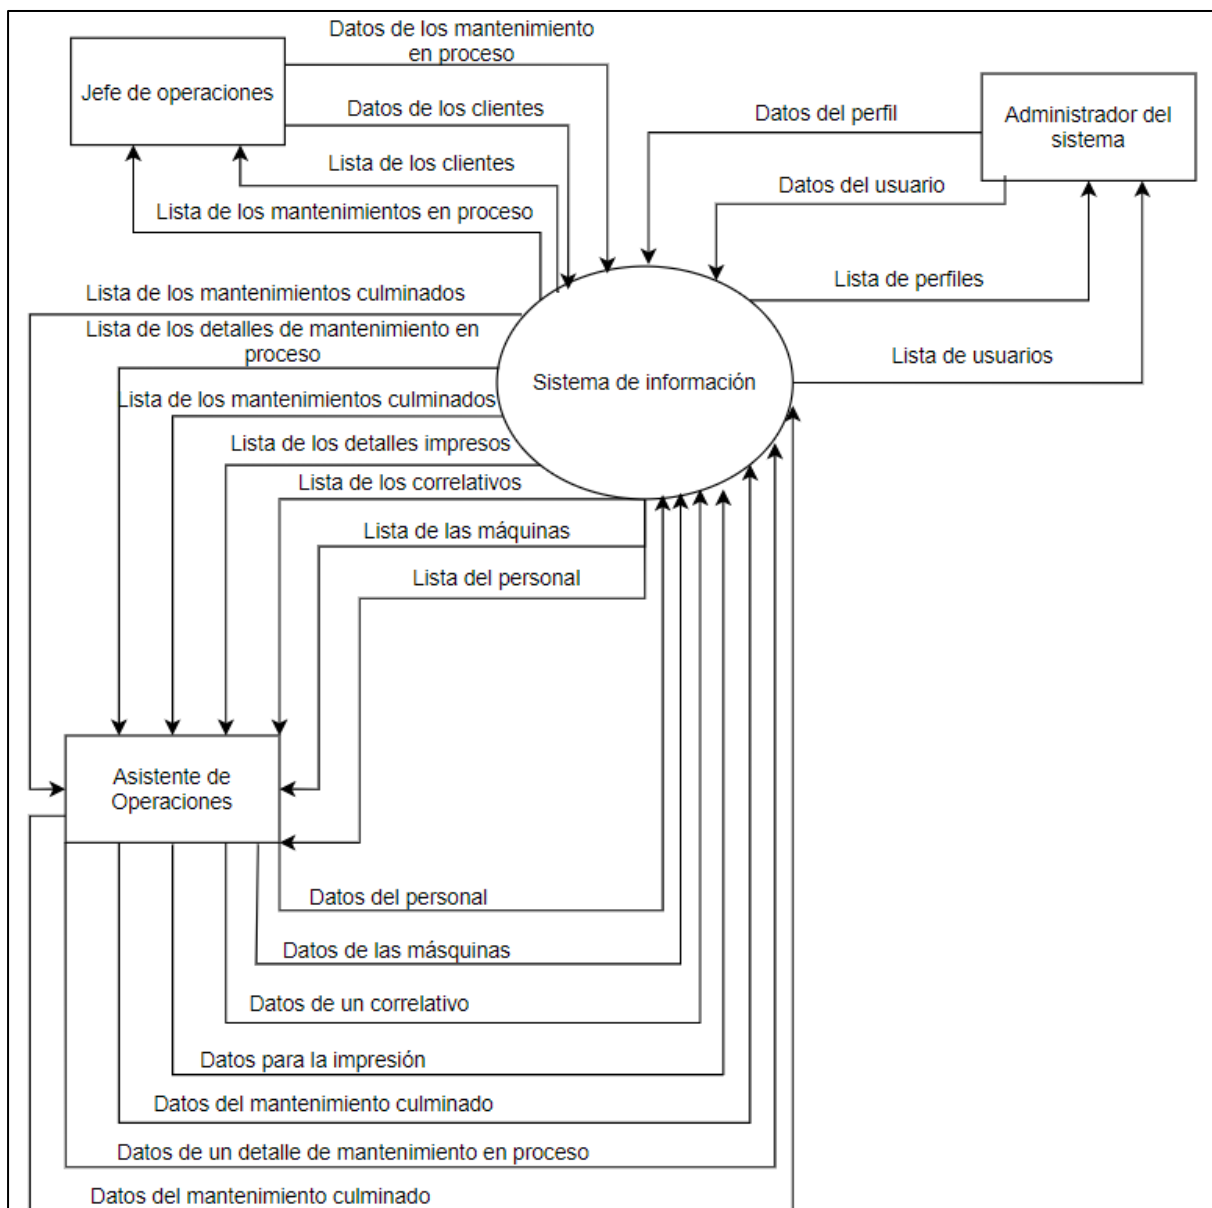 Datos de los mantenimiento
en proceso
Jefe de operaciones
Datos de los clientes
Lista de los clientes
Lista de los mantenimientos en proceso
Datos del perfil
Administrador del
sistema
Datos del usuario
Lista de perfiles
Lista de usuarios
Lista de los mantenimientos culminados
Lista de los detalles de mantenimiento en
proceso
Sistema de información
Lista de los mantenimientos culminados
Lista de los detalles impresos
Lista de los correlativos
Lista de las máquinas
Lista del personal
Asistente de
Operaciones
Datos del personal
Datos de las másquinas
Datos de un correlativo
Datos para la impresión
Datos del mantenimiento culminado
Datos de un detalle de mantenimiento en proceso
Datos del mantenimiento culminado